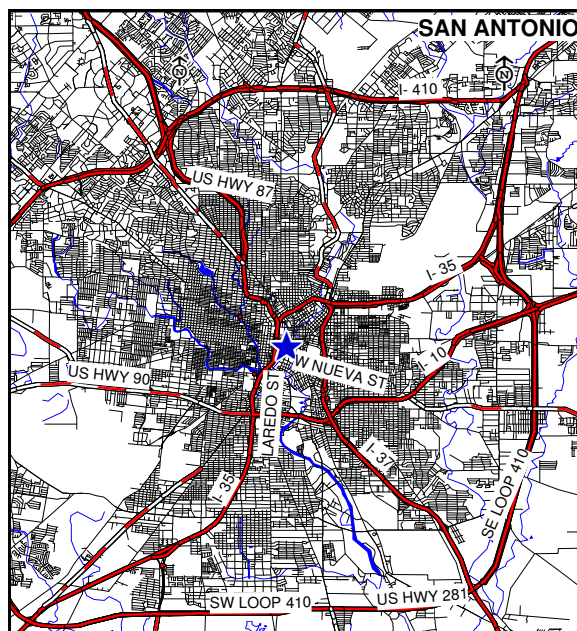 SAN ANTONIO
N
N
I- 410
US HWY 87
I- 35
I- 10
W NUEVA ST
US HWY 90
LAREDO ST
I- 35
I- 37
SE LOOP 410
SW LOOP 410
US HWY 281